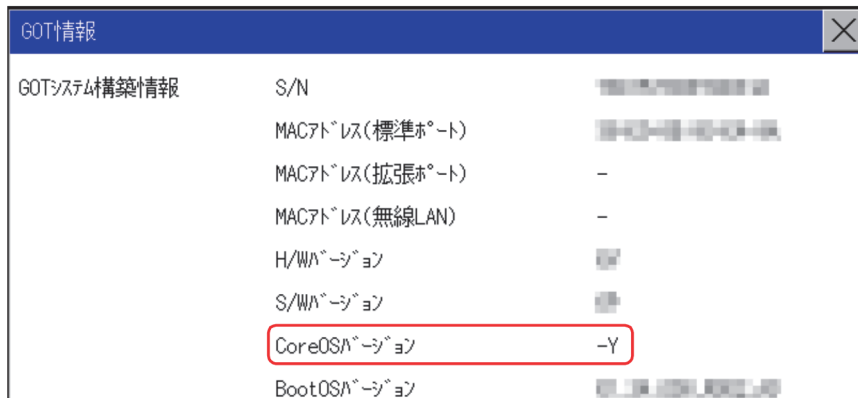 GOT情報
GOTシステム構築情報 S/N
MACアドレス(標準ポート)
MACアドレス(拡張ポート) -
MACアドレス(無線LAN) -
H/Wバージョン
S/Wバージョン
CoreOSバージョン -Y
BootOSバージョン